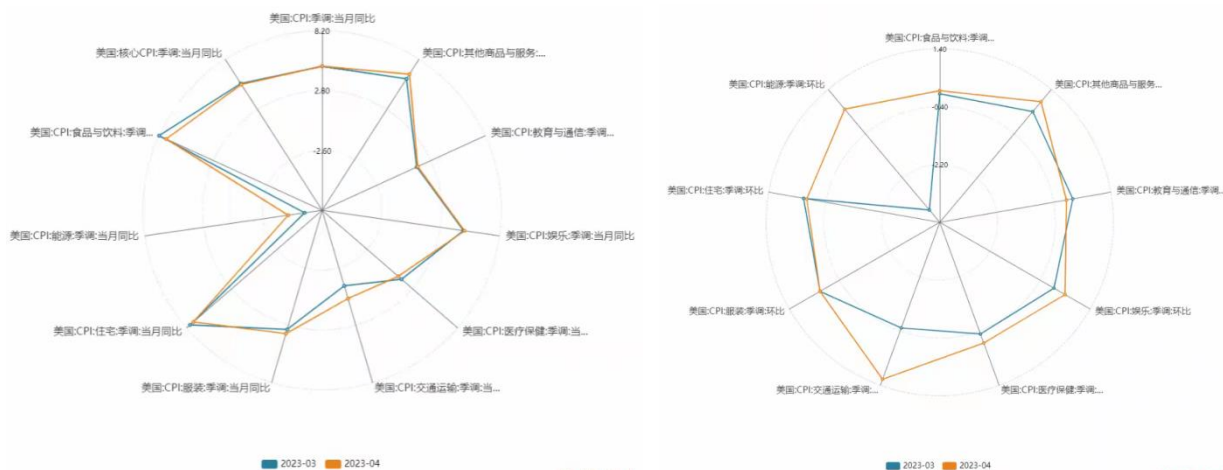 美国:CPI:季调:当月同比
8.20
美国:核心CPI:季调:当月同比
美国:CPI:其他商品与服务:...
2.80
美国:CPI:食品与饮料:季调...
美国:CPI:教育与通信:季调...
-2.60
美国:CPI:能源:季调:当月同比
美国:CPI:娱乐:季调:当月同比
美国:CPI:住宅:季调:当月同比
美国:CPI:医疗保健:季调:当...
美国:CPI:服装:季调:当月同比
美国:CPI:交通运输:季调:当...
2023-03
2023-04
美国:CPI:食品与饮料:季调...
1.40
美国:CPI:能源:季调:环比
美国:CPI:其他商品与服务...
-0.40
-2.20
美国:CPI:住宅:季调:环比
美国:CPI:教育与通信:季调...
美国:CPI:服装:季调:环比
美国:CPI:娱乐:季调:环比
美国:CPI:交通运输:季调...
美国:CPI:医疗保健:季调:...
2023-03
2023-04